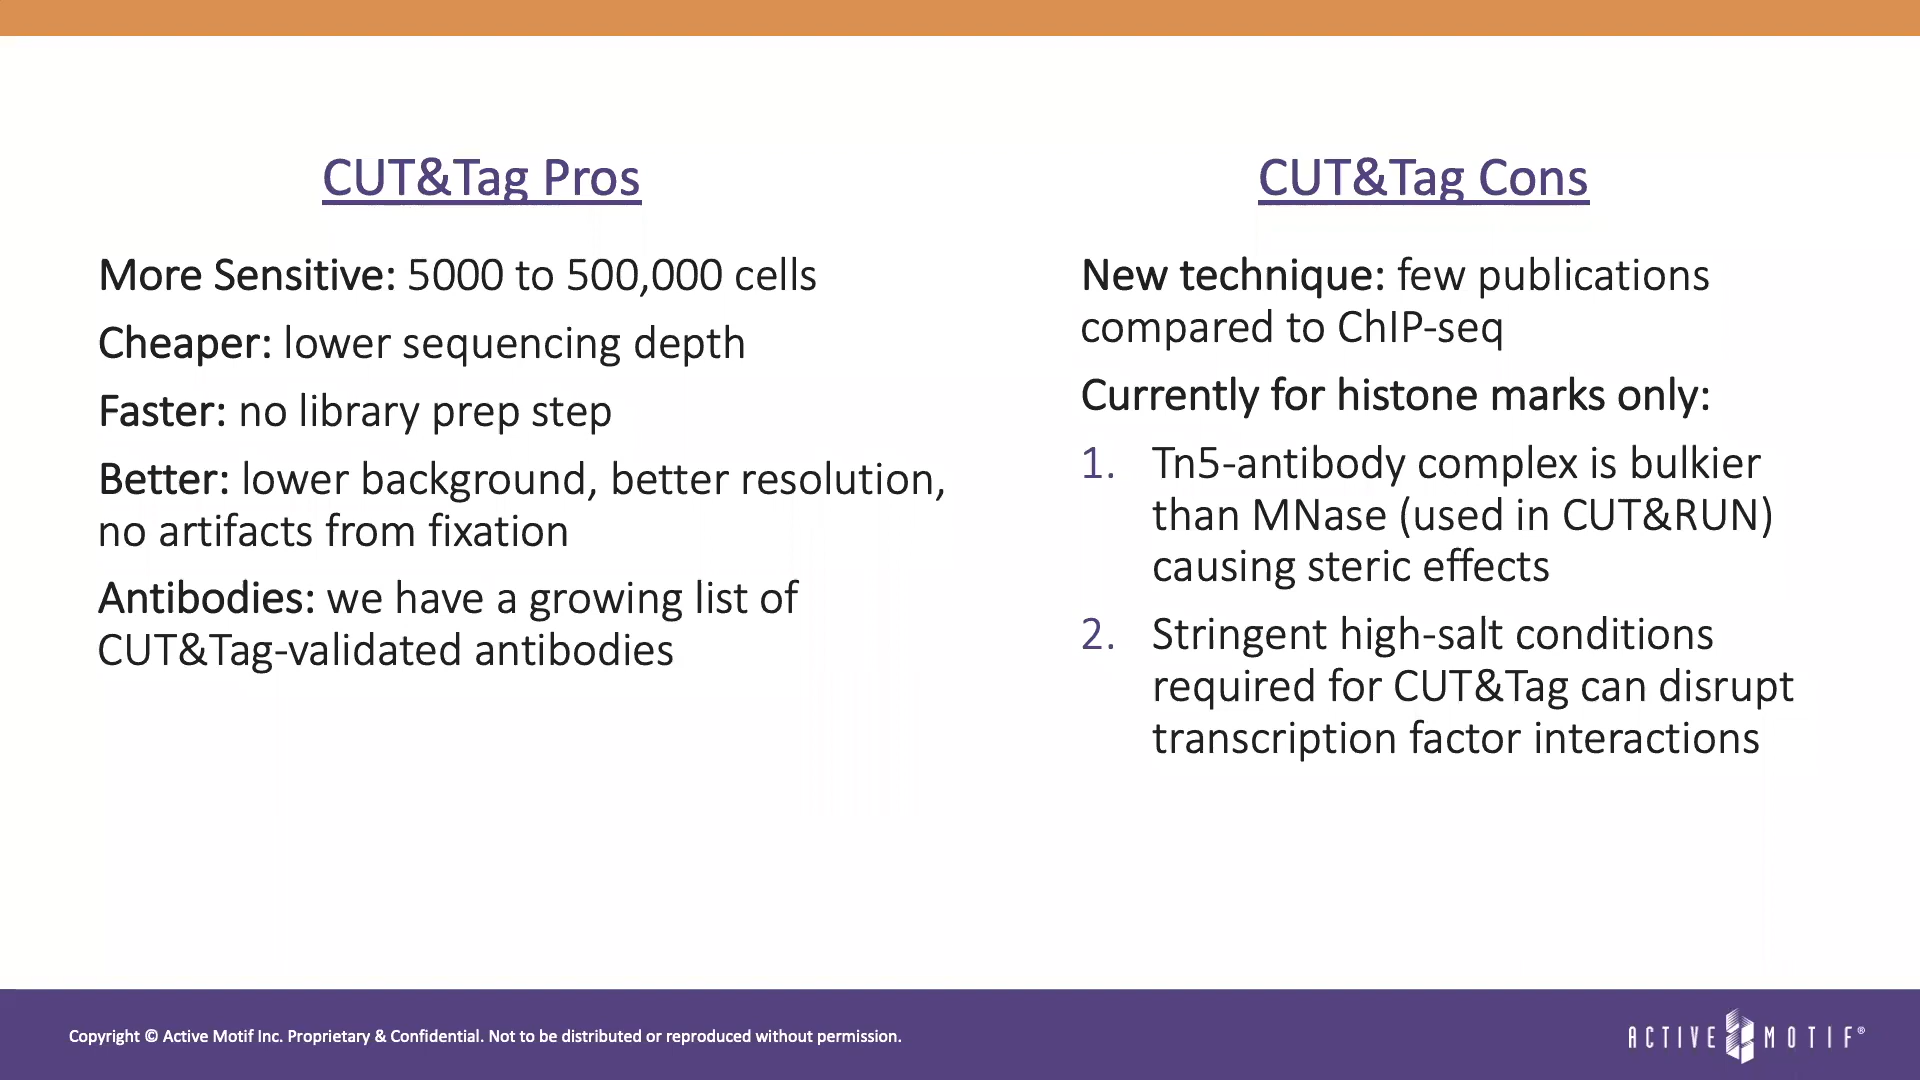 CUT&Tag Pros
More Sensitive: 5000 to 500,000 cells
Cheaper: lower sequencing depth
Faster: no library prep step
Better: lower background, better resolution,
no artifacts from fixation
Antibodies: we have a growing list of
CUT&Tag-validated antibodies
CUT&Tag Cons
New technique: few publications
compared to ChIP-seq
Currently for histone marks only:
1. Tn5-antibody complex is bulkier
than MNase (used in CUT&RUN)
causing steric effects
2. Stringent high-salt conditions
required for CUT&Tag can disrupt
transcription factor interactions
Copyright © Active Motif Inc. Proprietary & Confidential. Not to be distributed or reproduced without permission.
ACTIVE MOTIF®